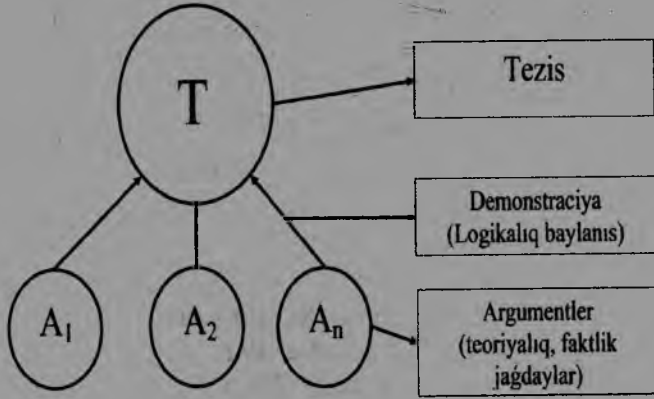 T
Tezis
Demonstraciya
(Logikalıq baylanıs)
A₁ A₂ Aₙ
Argumentler
(teoriyalıq, faktlik
jaǵdaylar)